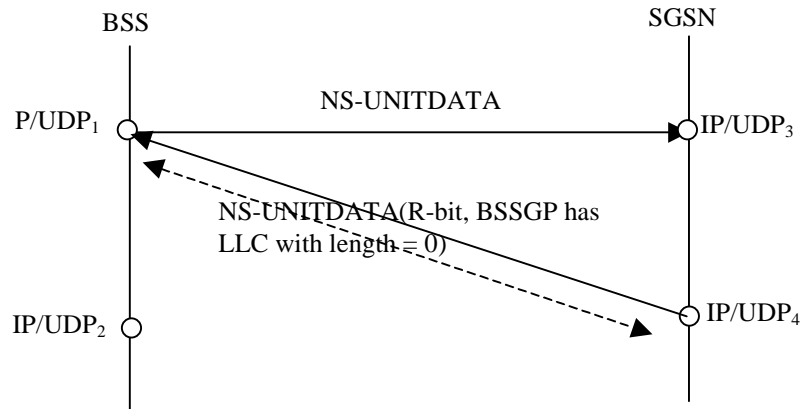 BSS
SGSN
NS-UNITDATA
P/UDP₁
IP/UDP₃
NS-UNITDATA(R-bit, BSSGP has
LLC with length = 0)
IP/UDP₂
IP/UDP₄